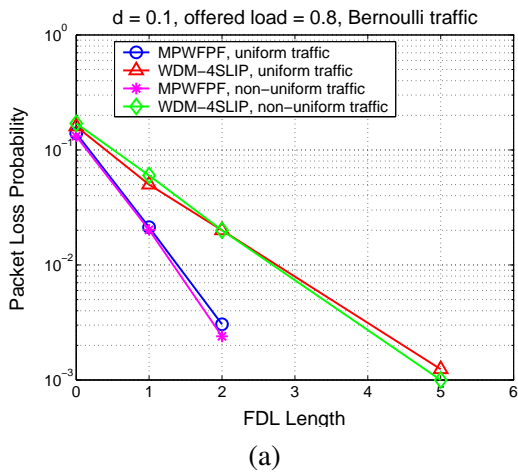 d = 0.1, offered load = 0.8, Bernoulli traffic
10^0
MPWFPF, uniform traffic
WDM−4SLIP, uniform traffic
MPWFPF, non−uniform traffic
WDM−4SLIP, non−uniform traffic
10^−1
10^−2
10^−3
Packet Loss Probability
0 1 2 3 4 5 6
FDL Length
(a)